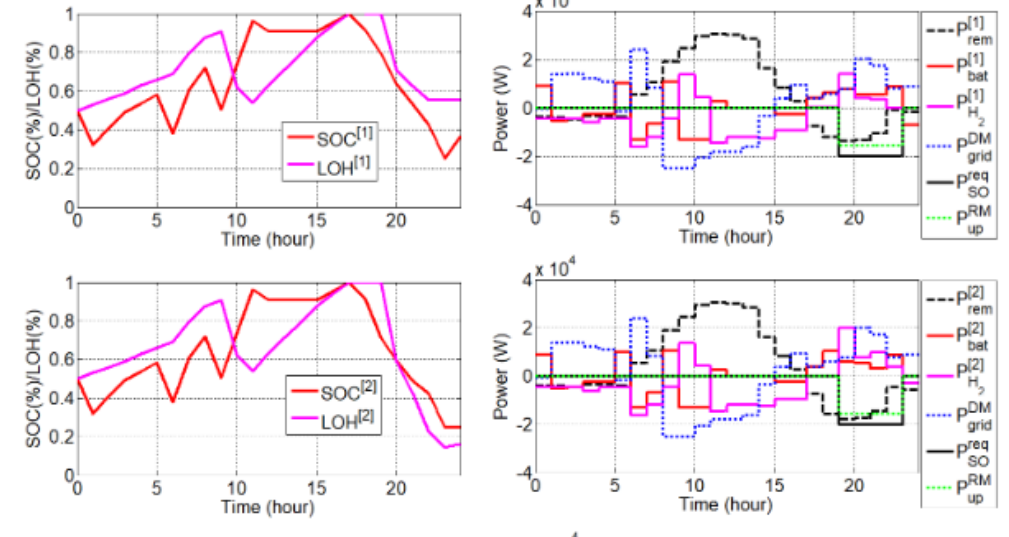 SOC(%)/LOH(%)
1
0.8
0.6
0.4
0.2
0
0 5 10 15 20
Time (hour)
SOC[1]
LOH[1]
Power (W)
4
2
0
-2
-4
0 5 10 15 20
Time (hour)
P[1]rem
P[1]bat
P[1]H2
PDMgrid
PreqSO
PRMup
SOC(%)/LOH(%)
1
0.8
0.6
0.4
0.2
0
0 5 10 15 20
Time (hour)
SOC[2]
LOH[2]
x 10^4
Power (W)
4
2
0
-2
-4
0 5 10 15 20
Time (hour)
P[2]rem
P[2]bat
P[2]H2
PDMgrid
PreqSO
PRMup